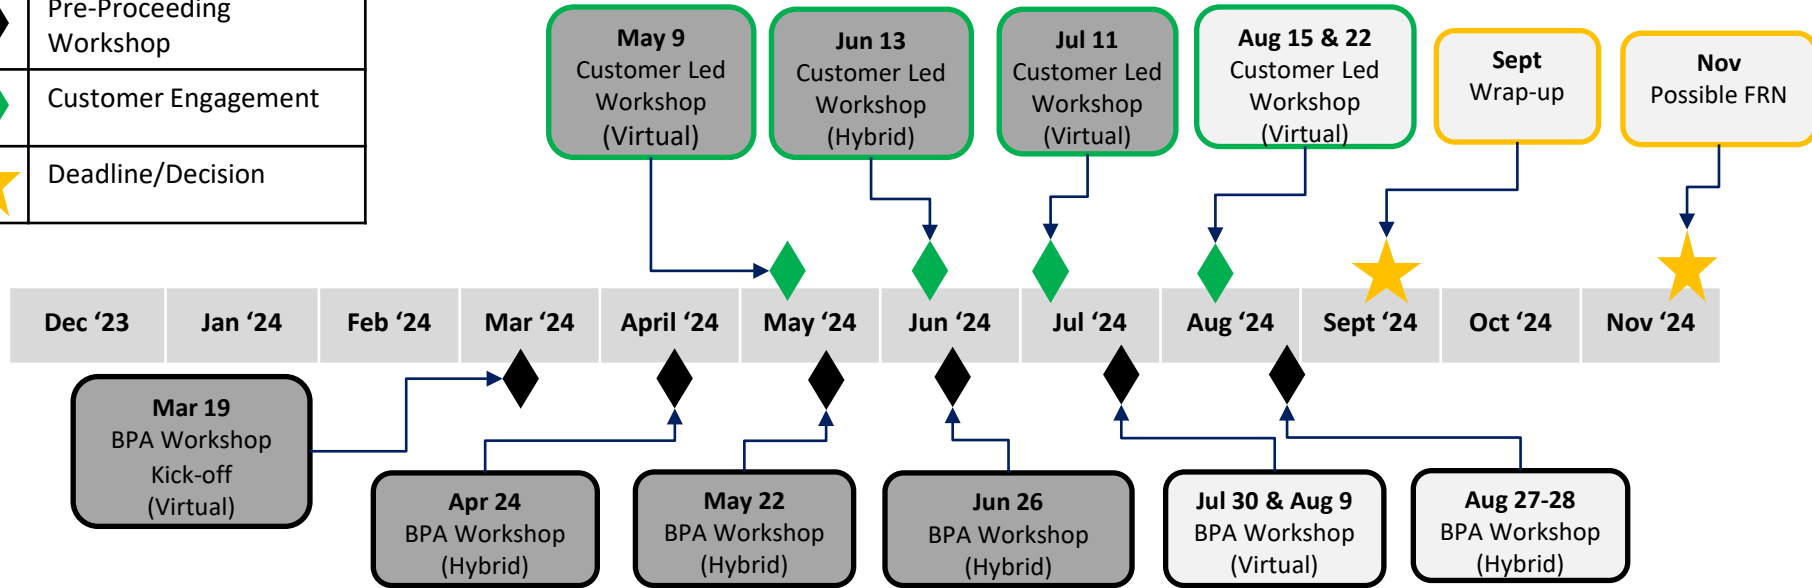 Pre-Proceeding
Workshop
Customer Engagement
Deadline/Decision
May 9
Customer Led
Workshop
(Virtual)
Jun 13
Customer Led
Workshop
(Hybrid)
Jul 11
Customer Led
Workshop
(Virtual)
Aug 15 & 22
Customer Led
Workshop
(Virtual)
Sept
Wrap-up
Nov
Possible FRN
Dec ‘23
Jan ‘24
Feb ‘24
Mar ‘24
April ‘24
May ‘24
Jun ‘24
Jul ‘24
Aug ‘24
Sept ‘24
Oct ‘24
Nov ‘24
Mar 19
BPA Workshop
Kick-off
(Virtual)
Apr 24
BPA Workshop
(Hybrid)
May 22
BPA Workshop
(Hybrid)
Jun 26
BPA Workshop
(Hybrid)
Jul 30 & Aug 9
BPA Workshop
(Virtual)
Aug 27-28
BPA Workshop
(Hybrid)